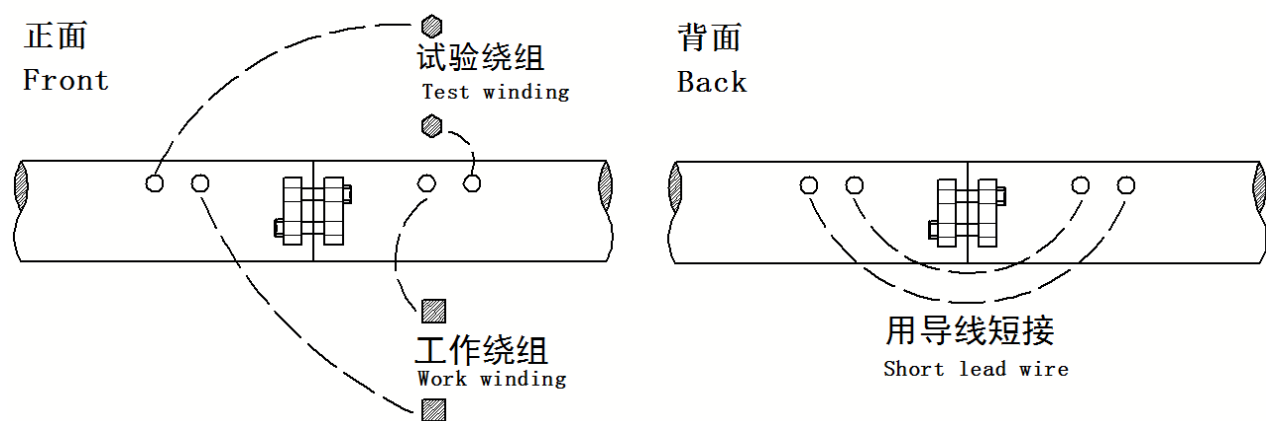 正面
Front
试验绕组
Test winding
工作绕组
Work winding
背面
Back
用导线短接
Short lead wire